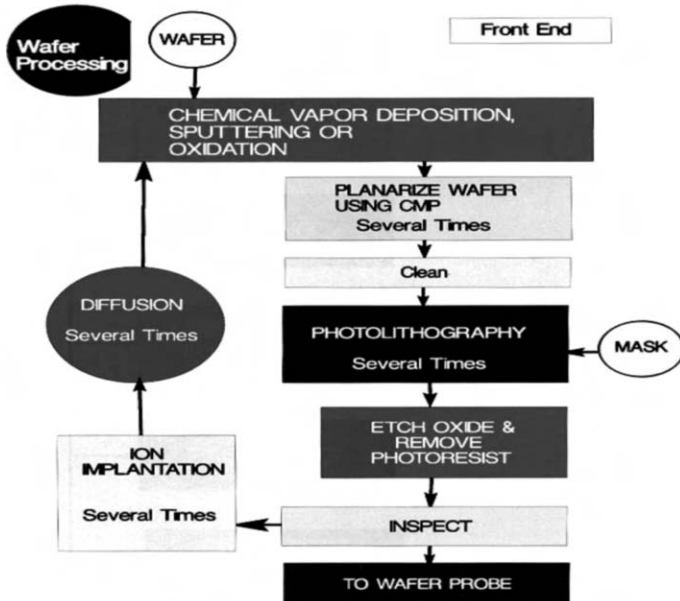 Wafer
Processing
WAFER
Front End
CHEMICAL VAPOR DEPOSITION,
SPUTTERING OR
OXIDATION
PLANARIZE WAFER
USING CMP
Several Times
Clean
DIFFUSION
Several Times
PHOTOLITHOGRAPHY
Several Times
MASK
ETCH OXIDE &
REMOVE
PHOTORESIST
ION
IMPLANTATION
Several Times
INSPECT
TO WAFER PROBE